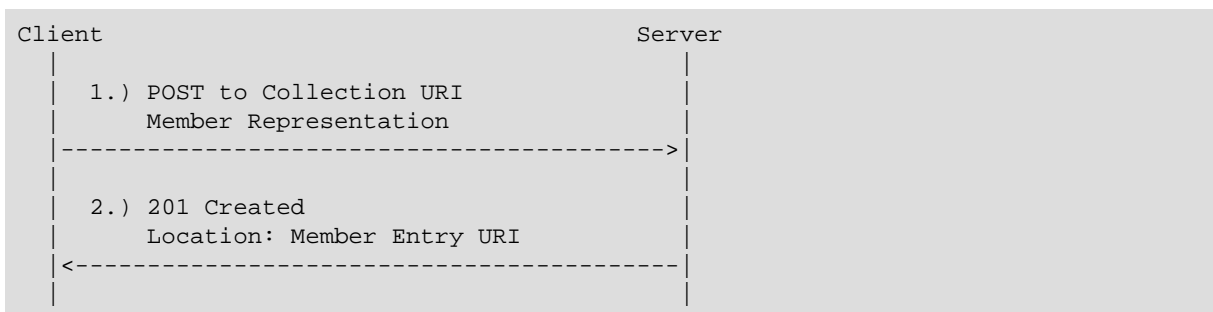 Client                                     Server
  |                                           |
  |  1.) POST to Collection URI               |
  |      Member Representation                |
  |------------------------------------------>|
  |                                           |
  |  2.) 201 Created                          |
  |      Location: Member Entry URI           |
  |<------------------------------------------|
  |                                           |